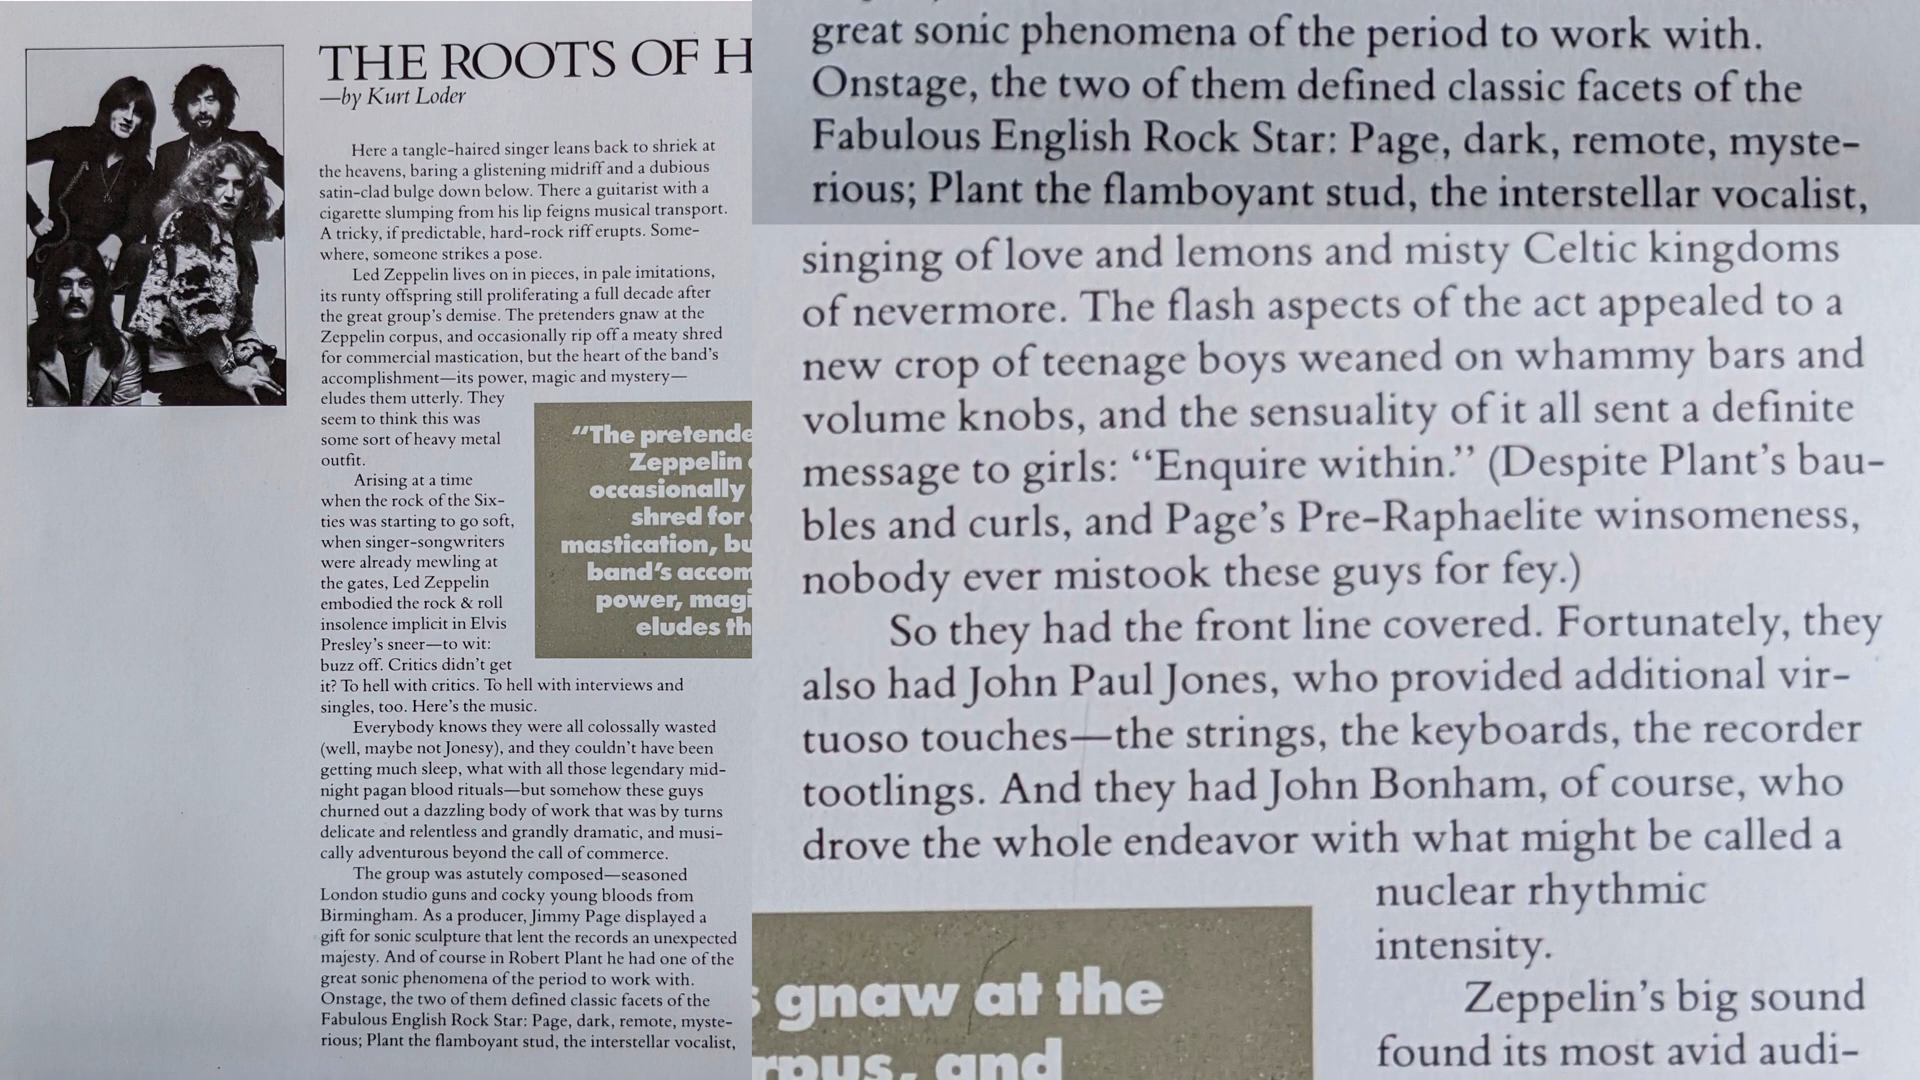 THE ROOTS OF H
—by Kurt Loder
Here a tangle-haired singer leans back to shriek at
the heavens, baring a glistening midriff and a dubious
satin-clad bulge down below. There a guitarist with a
cigarette slumping from his lip feigns musical transport.
A tricky, if predictable, hard-rock riff erupts. Some-
where, someone strikes a pose.
Led Zeppelin lives on in pieces, in pale imitations,
its runty offspring still proliferating a full decade after
the great group's demise. The pretenders gnaw at the
Zeppelin corpus, and occasionally rip off a meaty shred
for commercial mastication, but the heart of the band's
accomplishment—its power, magic and mystery—
eludes them utterly. They
seem to think this was
some sort of heavy metal
outfit.
Arising at a time
when the rock of the Six-
ties was starting to go soft,
when singer-songwriters
were already mewling at
the gates, Led Zeppelin
embodied the rock & roll
insolence implicit in Elvis
Presley's sneer—to wit:
buzz off. Critics didn't get
it? To hell with critics. To hell with interviews and
singles, too. Here's the music.
Everybody knows they were all colossally wasted
(well, maybe not Jonesy), and they couldn't have been
getting much sleep, what with all those legendary mid-
night pagan blood rituals—but somehow these guys
churned out a dazzling body of work that was by turns
delicate and relentless and grandly dramatic, and musi-
cally adventurous beyond the call of commerce.
The group was astutely composed—seasoned
London studio guns and cocky young bloods from
Birmingham. As a producer, Jimmy Page displayed a
gift for sonic sculpture that lent the records an unexpected
majesty. And of course in Robert Plant he had one of the
great sonic phenomena of the period to work with.
Onstage, the two of them defined classic facets of the
Fabulous English Rock Star: Page, dark, remote, myste-
rious; Plant the flamboyant stud, the interstellar vocalist,
"The pretende
Zeppelin
occasionally
shred for
mastication, bu
band's accom
power, magi
eludes th
great sonic phenomena of the period to work with.
Onstage, the two of them defined classic facets of the
Fabulous English Rock Star: Page, dark, remote, myste-
rious; Plant the flamboyant stud, the interstellar vocalist,
singing of love and lemons and misty Celtic kingdoms
of nevermore. The flash aspects of the act appealed to a
new crop of teenage boys weaned on whammy bars and
volume knobs, and the sensuality of it all sent a definite
message to girls: "Enquire within." (Despite Plant's bau-
bles and curls, and Page's Pre-Raphaelite winsomeness,
nobody ever mistook these guys for fey.)
So they had the front line covered. Fortunately, they
also had John Paul Jones, who provided additional vir-
tuoso touches—the strings, the keyboards, the recorder
tootlings. And they had John Bonham, of course, who
drove the whole endeavor with what might be called a
nuclear rhythmic
intensity.
Zeppelin's big sound
found its most avid audi-
s gnaw at the
rpus, and